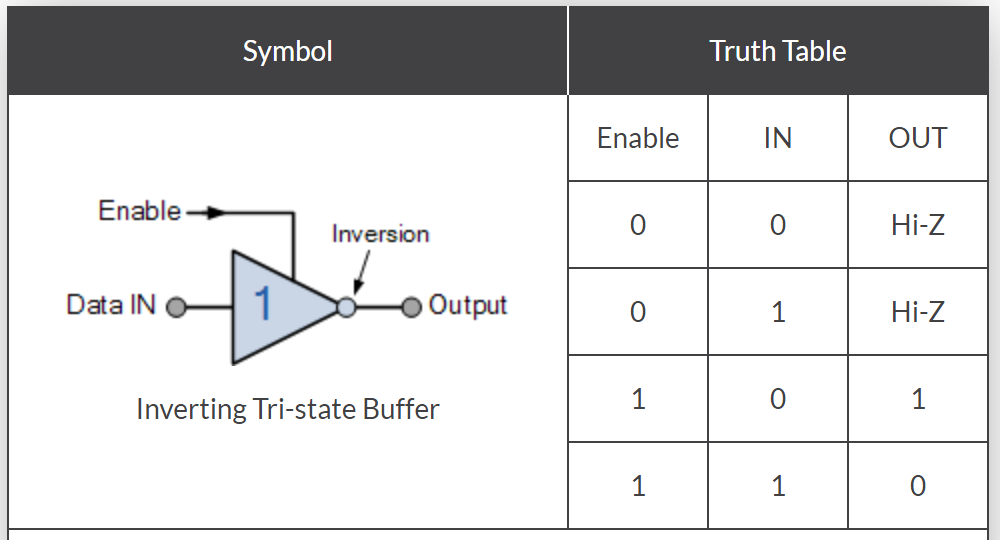 Symbol
Truth Table
Enable
Inversion
Data IN
1
Output
Inverting Tri-state Buffer
Enable IN OUT
0 0 Hi-Z
0 1 Hi-Z
1 0 1
1 1 0